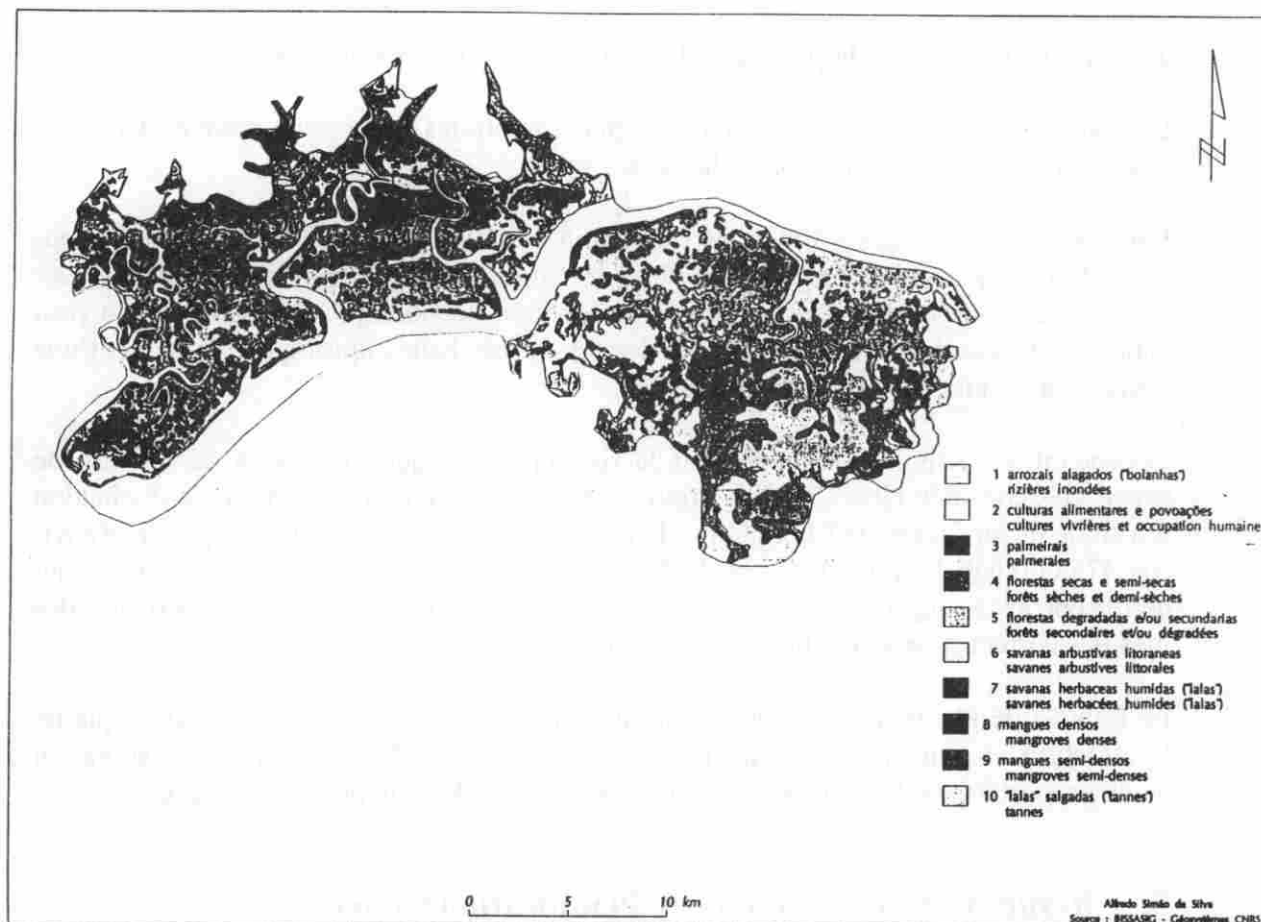 N
1 arrozais alagados ("bolanhas")
rizières inondées
2 culturas alimentares e povoações
cultures vivrières et occupation humaine
3 palmeirais
palmerales
4 florestas secas e semi-secas
forêts sèches et demi-sèches
5 florestas degradadas e/ou secundarias
forêts secondaires et/ou dégradées
6 savanas arbustivas litoraneas
savanes arbustives littorales
7 savanas herbaceas humidas ("lalas")
savanes herbacées humides ("lalas")
8 mangues densos
mangroves denses
9 mangues semi-densos
mangroves semi-denses
10 "lalas" salgadas ("tannes")
tannes
0 5 10 km
Alfredo Simão da Silva
Source : BISSASIG - Géosystèmes CNRS